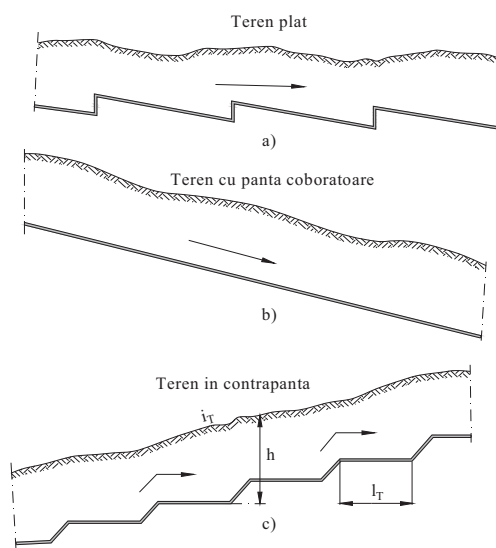 Teren plat
a)
Teren cu panta coboratoare
b)
Teren in contrapanta
i_T
h
l_T
c)